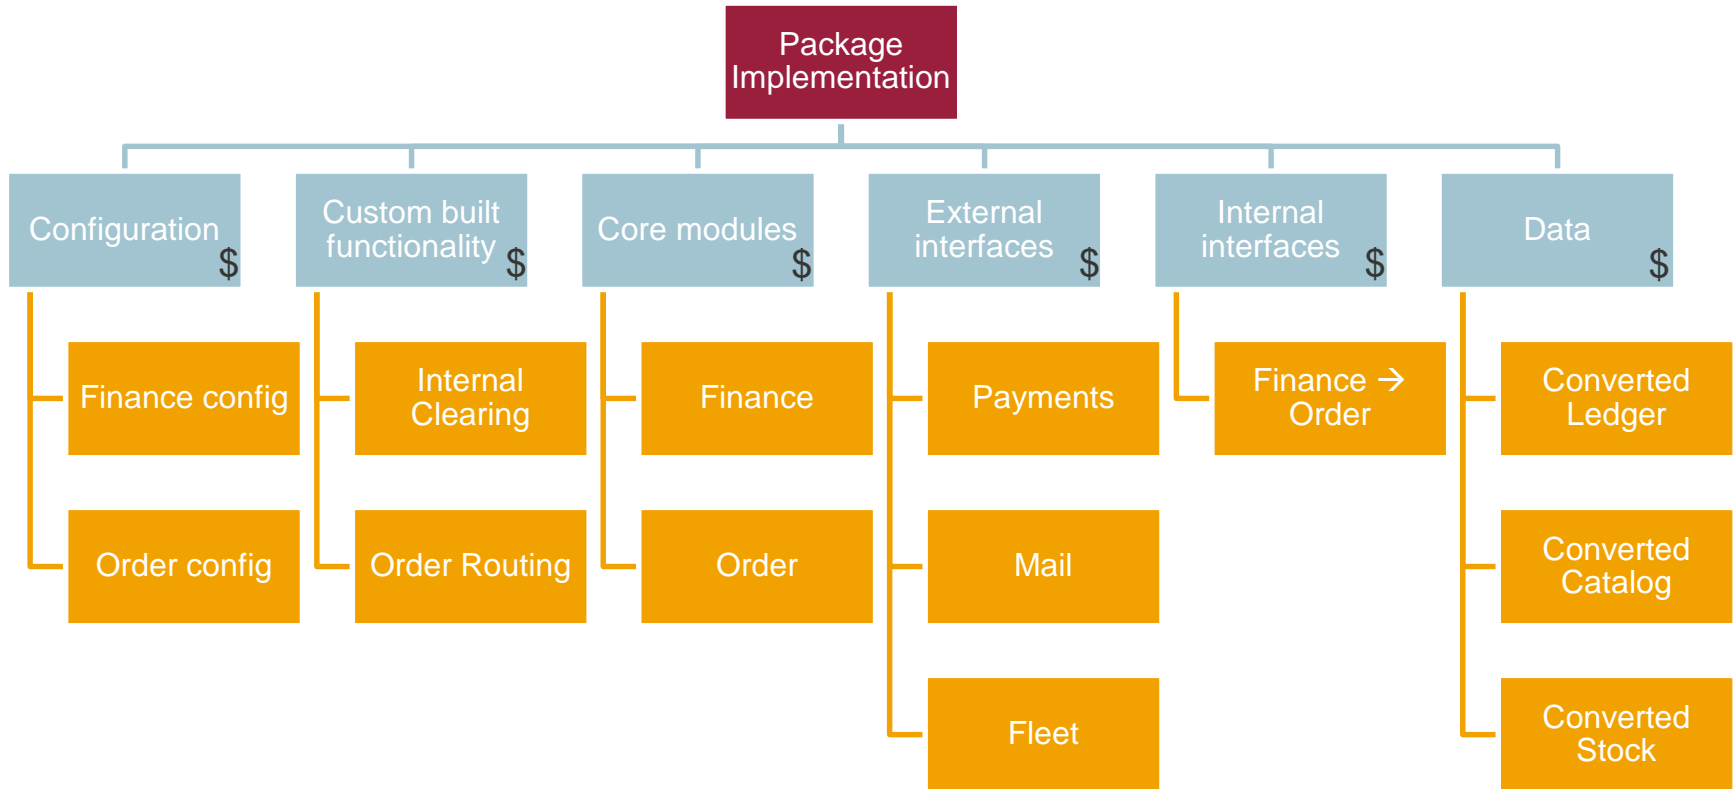 Package
Implementation
Configuration
$
Custom built
functionality
$
Core modules
$
External
interfaces
$
Internal
interfaces
$
Data
$
Finance config
Internal
Clearing
Finance
Payments
Finance →
Order
Converted
Ledger
Order config
Order Routing
Order
Mail
Converted
Catalog
Fleet
Converted
Stock